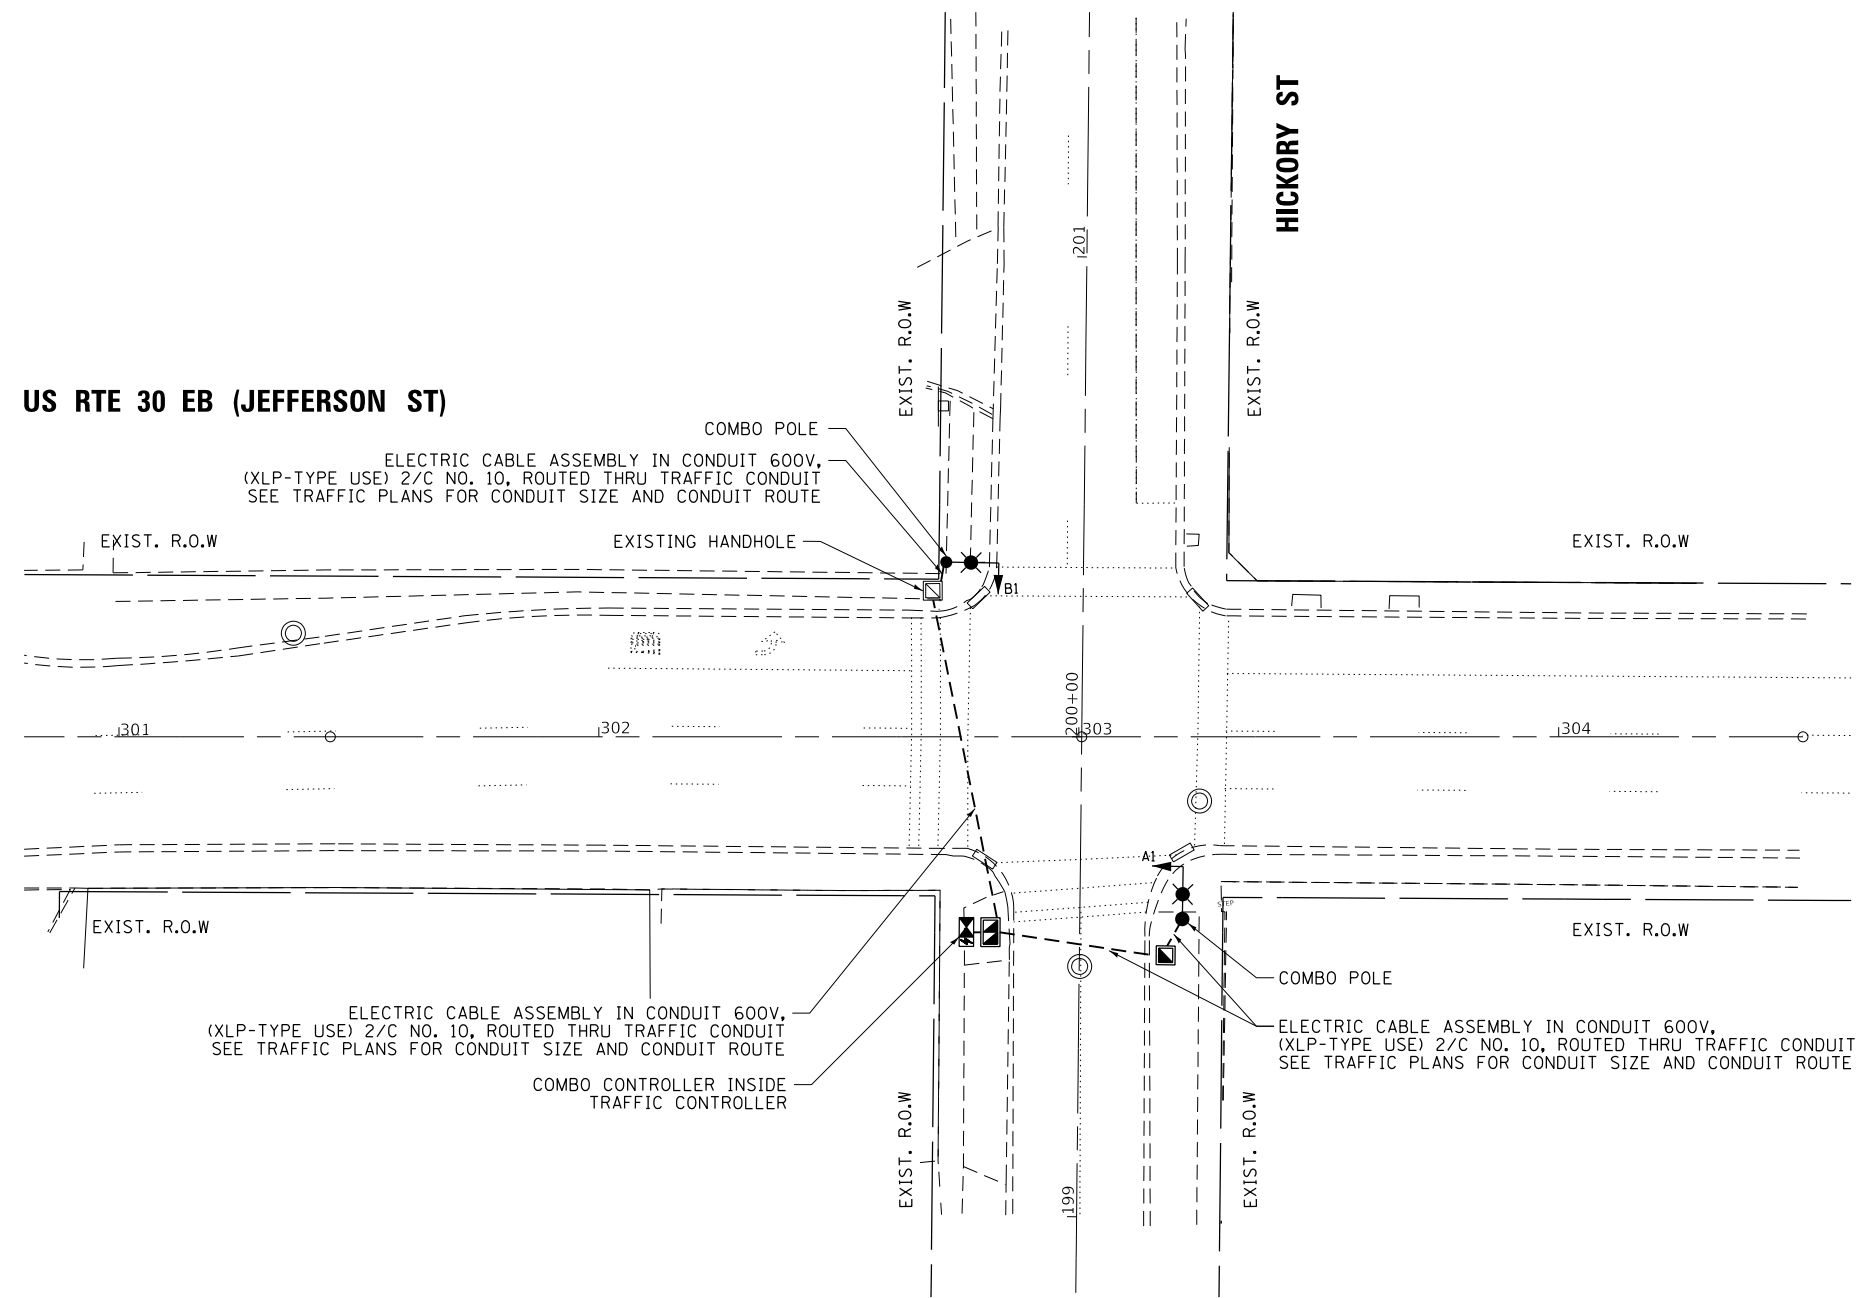 HICKORY ST
201
EXIST. R.O.W
EXIST. R.O.W
US RTE 30 EB (JEFFERSON ST)
COMBO POLE
ELECTRIC CABLE ASSEMBLY IN CONDUIT 600V,
(XLP-TYPE USE) 2/C NO. 10, ROUTED THRU TRAFFIC CONDUIT
SEE TRAFFIC PLANS FOR CONDUIT SIZE AND CONDUIT ROUTE
EXIST. R.O.W
EXISTING HANDHOLE
EXIST. R.O.W
B1
ONLY
200+00
301
302
303
304
A1
STEP
EXIST. R.O.W
EXIST. R.O.W
COMBO POLE
ELECTRIC CABLE ASSEMBLY IN CONDUIT 600V,
(XLP-TYPE USE) 2/C NO. 10, ROUTED THRU TRAFFIC CONDUIT
SEE TRAFFIC PLANS FOR CONDUIT SIZE AND CONDUIT ROUTE
ELECTRIC CABLE ASSEMBLY IN CONDUIT 600V,
(XLP-TYPE USE) 2/C NO. 10, ROUTED THRU TRAFFIC CONDUIT
SEE TRAFFIC PLANS FOR CONDUIT SIZE AND CONDUIT ROUTE
COMBO CONTROLLER INSIDE
TRAFFIC CONTROLLER
EXIST. R.O.W
199
EXIST. R.O.W